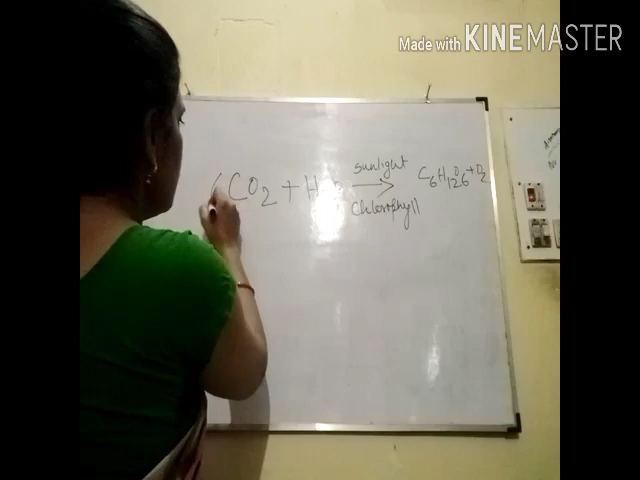 Made with KINEMASTER
CO₂ + H₂O → C₆H₁₂O₆ + O₂
sunlight
Chlorophyll